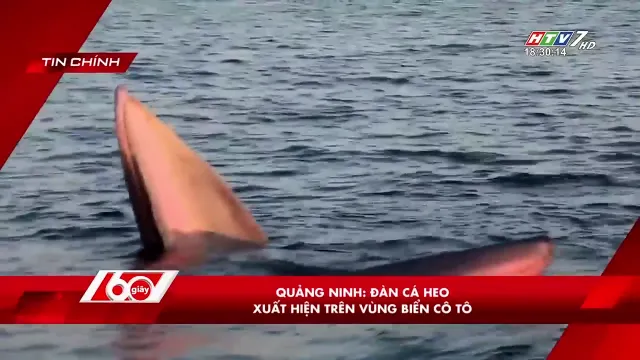 TIN CHÍNH
HTV7 HD
18:30:14
60 giây
QUẢNG NINH: ĐÀN CÁ HEO
XUẤT HIỆN TRÊN VÙNG BIỂN CÔ TÔ